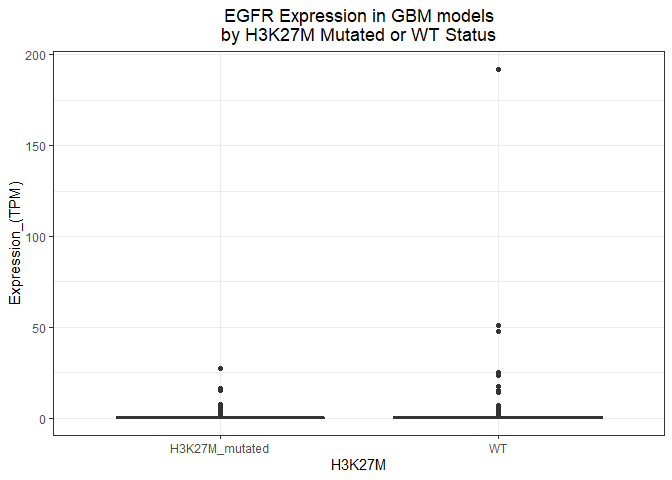 EGFR Expression in GBM models
by H3K27M Mutated or WT Status
200
150
100
50
0
Expression_(TPM)
H3K27M_mutated
WT
H3K27M